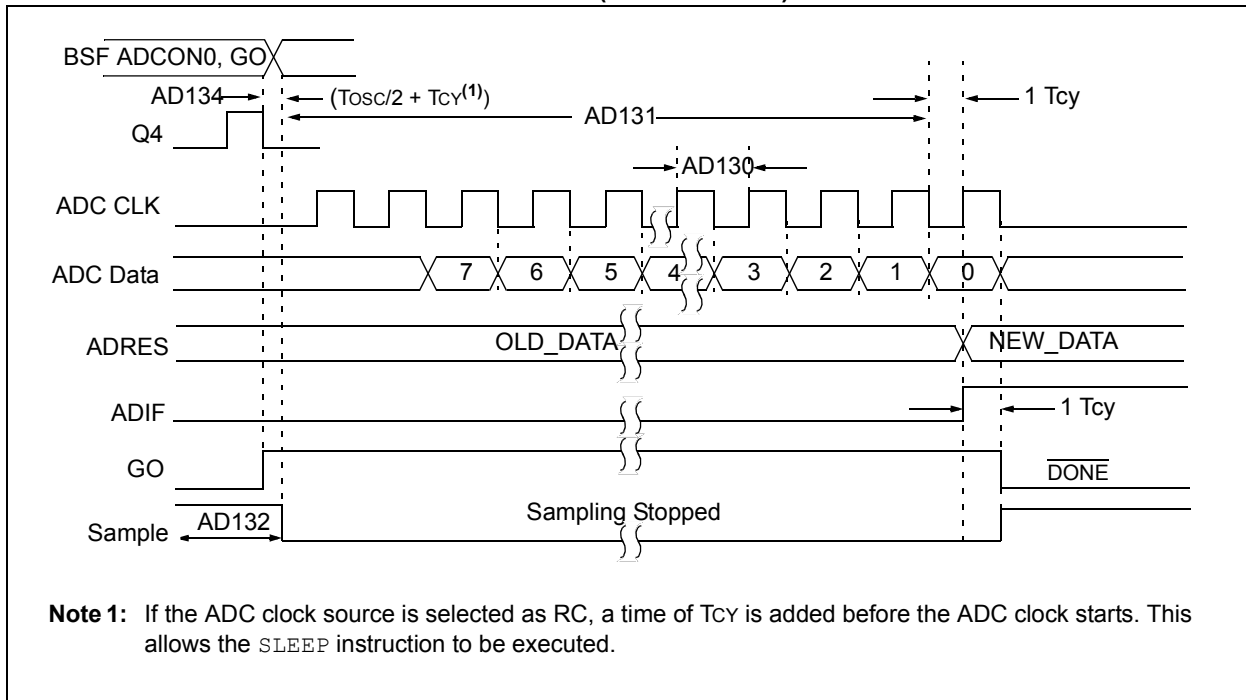 BSF ADCON0, GO
AD134 (TOSC/2 + TCY(1)) 1 Tcy
AD131
Q4
AD130
ADC CLK
ADC Data 7 6 5 4 3 2 1 0
ADRES OLD_DATA NEW_DATA
ADIF 1 Tcy
GO DONE
Sample AD132 Sampling Stopped
Note 1: If the ADC clock source is selected as RC, a time of TCY is added before the ADC clock starts. This
allows the SLEEP instruction to be executed.